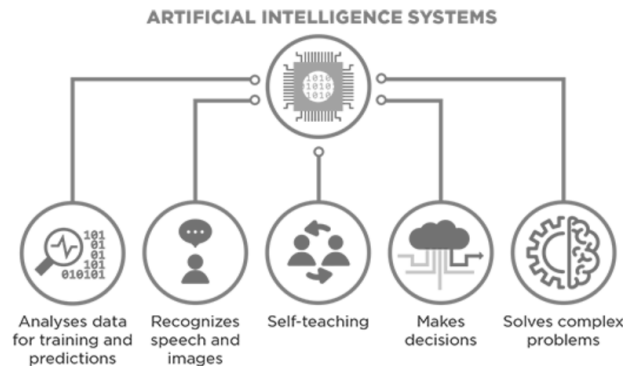 ARTIFICIAL INTELLIGENCE SYSTEMS
1010
01010
1010
101
01
01
101
010101
Analyses data
for training and
predictions
Recognizes
speech and
images
Self-teaching
Makes
decisions
Solves complex
problems